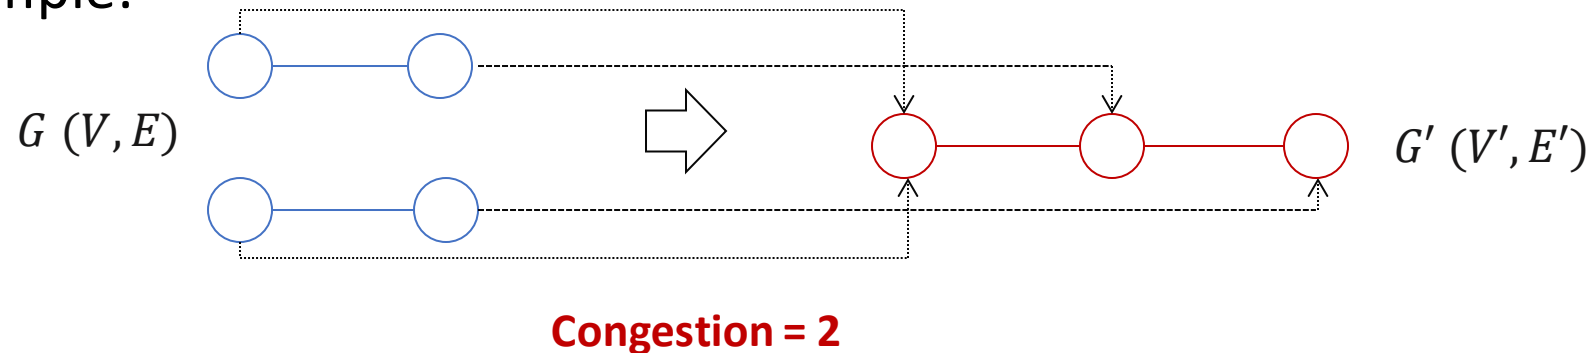 G (V, E)
G′ (V′, E′)
Congestion = 2